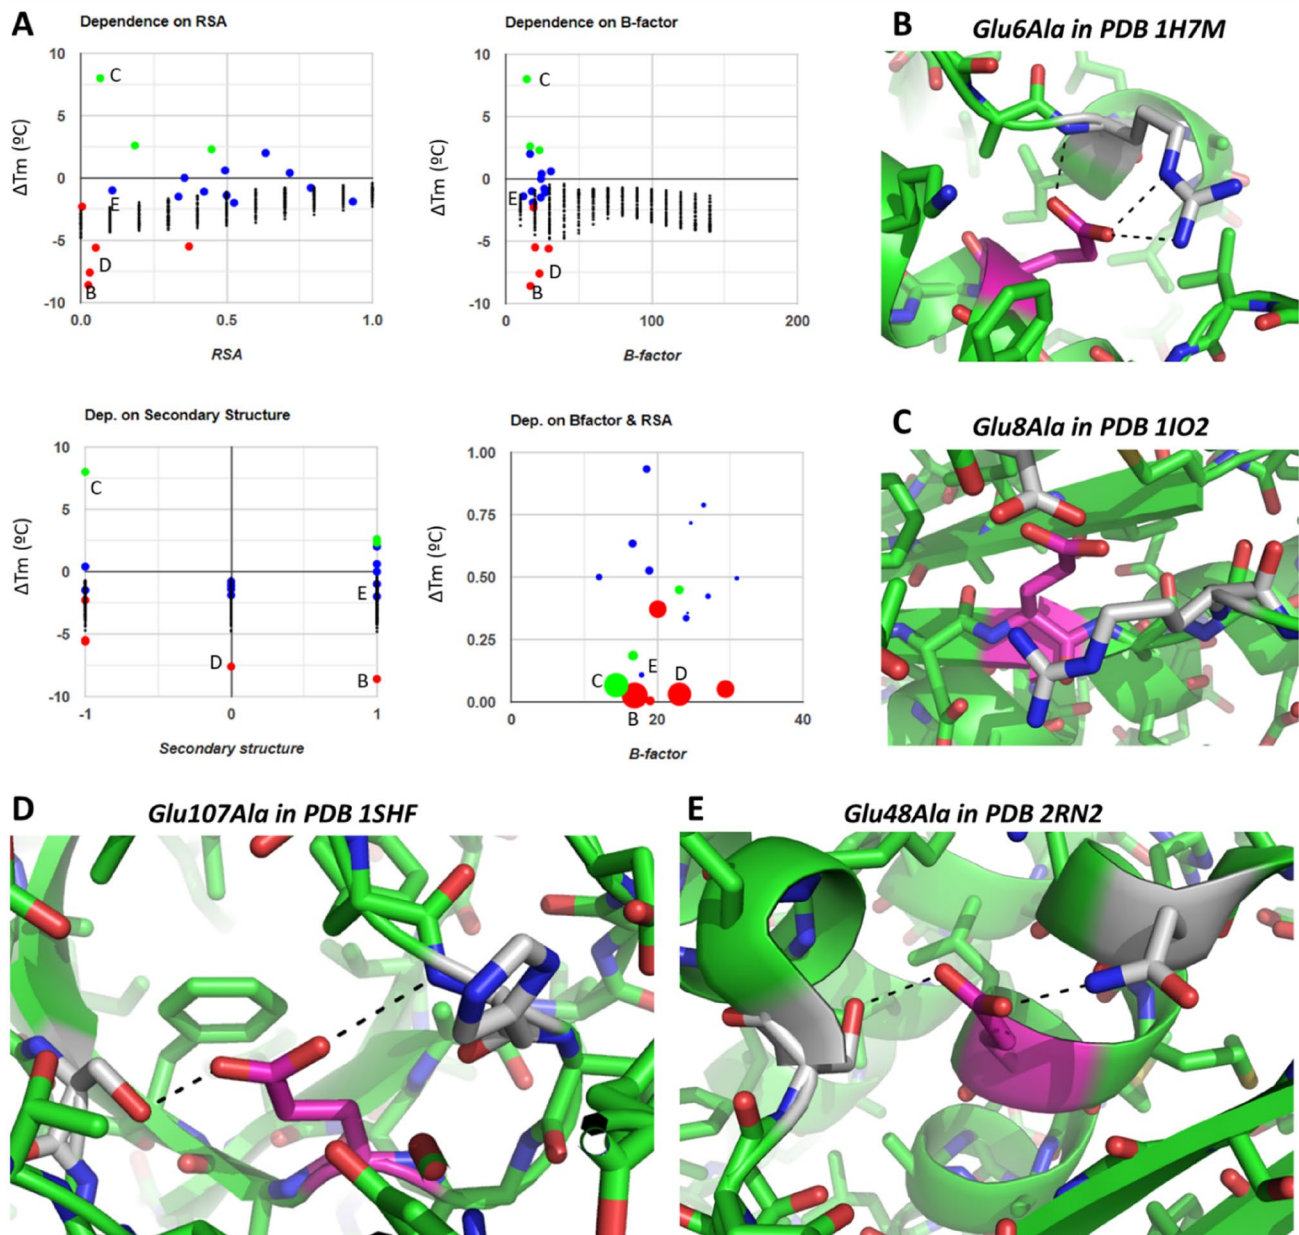 A
Dependence on RSA
10
5
0
-5
-10
ΔTm (ºC)
C
E
D
B
0.0
0.5
1.0
RSA
Dependence on B-factor
10
5
0
-5
-10
ΔTm (ºC)
C
E
D
B
0
50
100
200
B-factor
B
Glu6Ala in PDB 1H7M
Dep. on Secondary Structure
10
5
0
-5
-10
ΔTm (ºC)
C
E
D
B
-1
0
1
Secondary structure
Dep. on Bfactor & RSA
1.00
0.75
0.50
0.25
0.00
ΔTm (ºC)
C
E
D
B
0
20
40
B-factor
C
Glu8Ala in PDB 1IO2
D
Glu107Ala in PDB 1SHF
E
Glu48Ala in PDB 2RN2